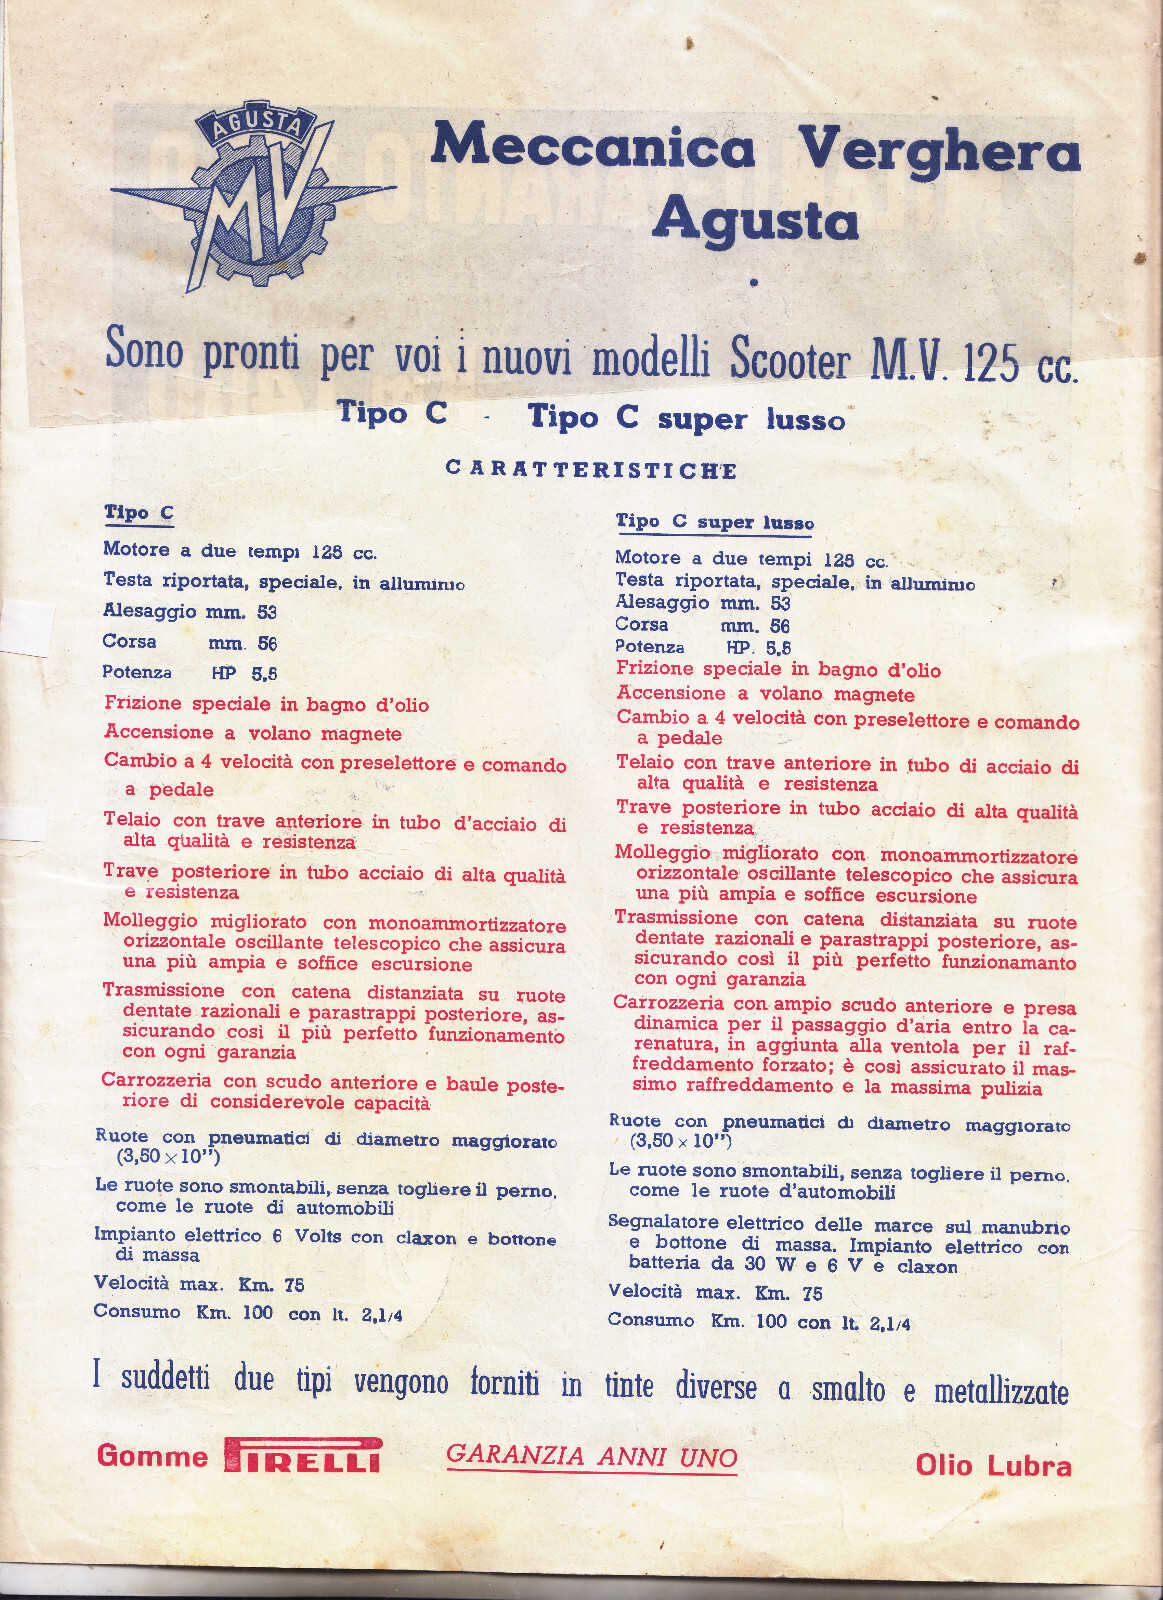 AGUSTA
MV
Meccanica Verghera
Agusta
Sono pronti per voi i nuovi modelli Scooter M.V. 125 cc.
Tipo C - Tipo C super lusso
CARATTERISTICHE
Tipo C
Motore a due tempi 125 cc.
Testa riportata, speciale, in alluminio
Alesaggio mm. 53
Corsa mm. 56
Potenza HP 5,5
Frizione speciale in bagno d'olio
Accensione a volano magnete
Cambio a 4 velocità con preselettore e comando
a pedale
Telaio con trave anteriore in tubo d'acciaio di
alta qualità e resistenza
Trave posteriore in tubo acciaio di alta qualità
e resistenza
Molleggio migliorato con monoammortizzatore
orizzontale oscillante telescopico che assicura
una più ampia e soffice escursione
Trasmissione con catena distanziata su ruote
dentate razionali e parastrappi posteriore, as-
sicurando così il più perfetto funzionamento
con ogni garanzia
Carrozzeria con scudo anteriore e baule poste-
riore di considerevole capacità
Ruote con pneumatici di diametro maggiorato
(3,50 x 10")
Le ruote sono smontabili, senza togliere il perno,
come le ruote di automobili
Impianto elettrico 6 Volts con claxon e bottone
di massa
Velocità max. Km. 75
Consumo Km. 100 con lt. 2,1/4
Tipo C super lusso
Motore a due tempi 125 cc.
Testa riportata, speciale, in alluminio
Alesaggio mm. 53
Corsa mm. 56
Potenza HP. 5,5
Frizione speciale in bagno d'olio
Accensione a volano magnete
Cambio a 4 velocità con preselettore e comando
a pedale
Telaio con trave anteriore in tubo di acciaio di
alta qualità e resistenza
Trave posteriore in tubo acciaio di alta qualità
e resistenza
Molleggio migliorato con monoammortizzatore
orizzontale oscillante telescopico che assicura
una più ampia e soffice escursione
Trasmissione con catena distanziata su ruote
dentate razionali e parastrappi posteriore, as-
sicurando così il più perfetto funzionamanto
con ogni garanzia
Carrozzeria con ampio scudo anteriore e presa
dinamica per il passaggio d'aria entro la ca-
renatura, in aggiunta alla ventola per il raf-
freddamento forzato; è così assicurato il mas-
simo raffreddamento e la massima pulizia
Ruote con pneumatici di diametro maggiorato
(3,50 x 10")
Le ruote sono smontabili, senza togliere il perno,
come le ruote d'automobili
Segnalatore elettrico delle marce sul manubrio
e bottone di massa. Impianto elettrico con
batteria da 30 W e 6 V e claxon
Velocità max. Km. 75
Consumo Km. 100 con lt. 2,1/4
I suddetti due tipi vengono forniti in tinte diverse a smalto e metallizzate
Gomme PIRELLI
GARANZIA ANNI UNO
Olio Lubra